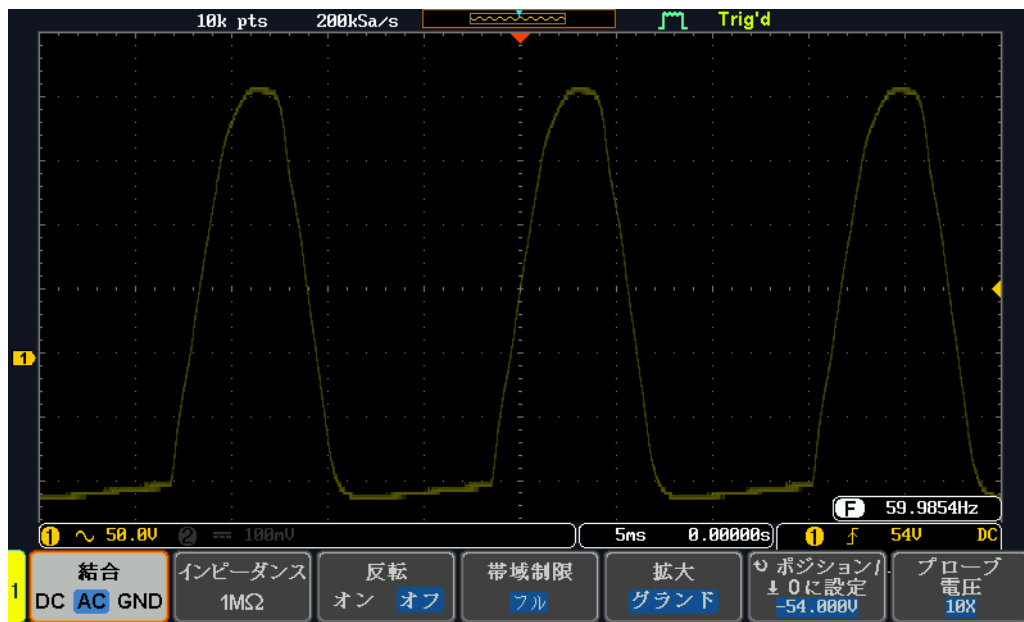 10k pts 200kSa/s Trig'd
1
F 59.9854Hz
1 ~ 50.0V 2 100mV 5ms 0.00000s 1 54V DC
1
結合 インピーダンス 反転 帯域制限 拡大 ポジション/ プローブ
↓ 0に設定 電圧
DC AC GND 1MΩ オン オフ フル グランド -54.000V 10X